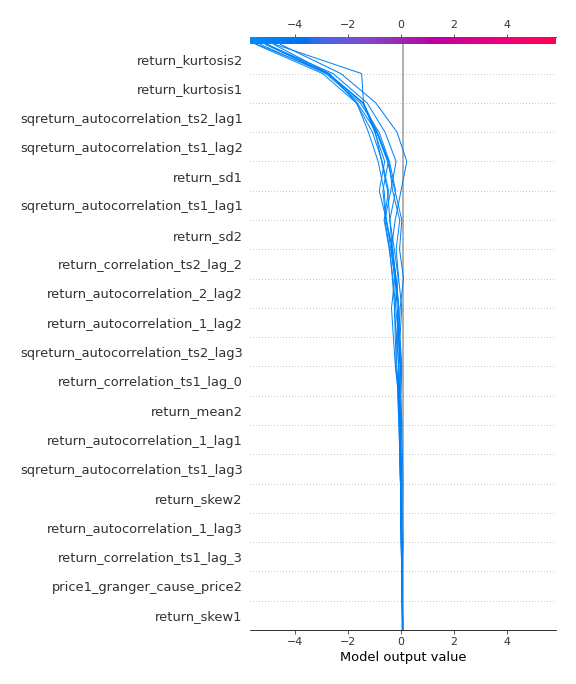 −4 −2 0 2 4
return_kurtosis2
return_kurtosis1
sqreturn_autocorrelation_ts2_lag1
sqreturn_autocorrelation_ts1_lag2
return_sd1
sqreturn_autocorrelation_ts1_lag1
return_sd2
return_correlation_ts2_lag_2
return_autocorrelation_2_lag2
return_autocorrelation_1_lag2
sqreturn_autocorrelation_ts2_lag3
return_correlation_ts1_lag_0
return_mean2
return_autocorrelation_1_lag1
sqreturn_autocorrelation_ts1_lag3
return_skew2
return_autocorrelation_1_lag3
return_correlation_ts1_lag_3
price1_granger_cause_price2
return_skew1
−4 −2 0 2 4
Model output value